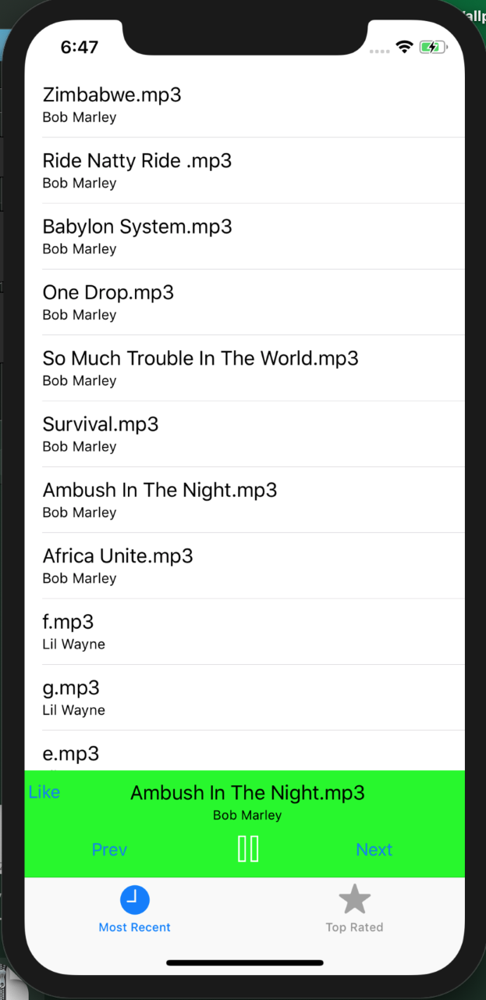 allp
6:47
Zimbabwe.mp3
Bob Marley
Ride Natty Ride .mp3
Bob Marley
Babylon System.mp3
Bob Marley
One Drop.mp3
Bob Marley
So Much Trouble In The World.mp3
Bob Marley
Survival.mp3
Bob Marley
Ambush In The Night.mp3
Bob Marley
Africa Unite.mp3
Bob Marley
f.mp3
Lil Wayne
g.mp3
Lil Wayne
e.mp3
Like Ambush In The Night.mp3
Bob Marley
Prev Next
Most Recent Top Rated